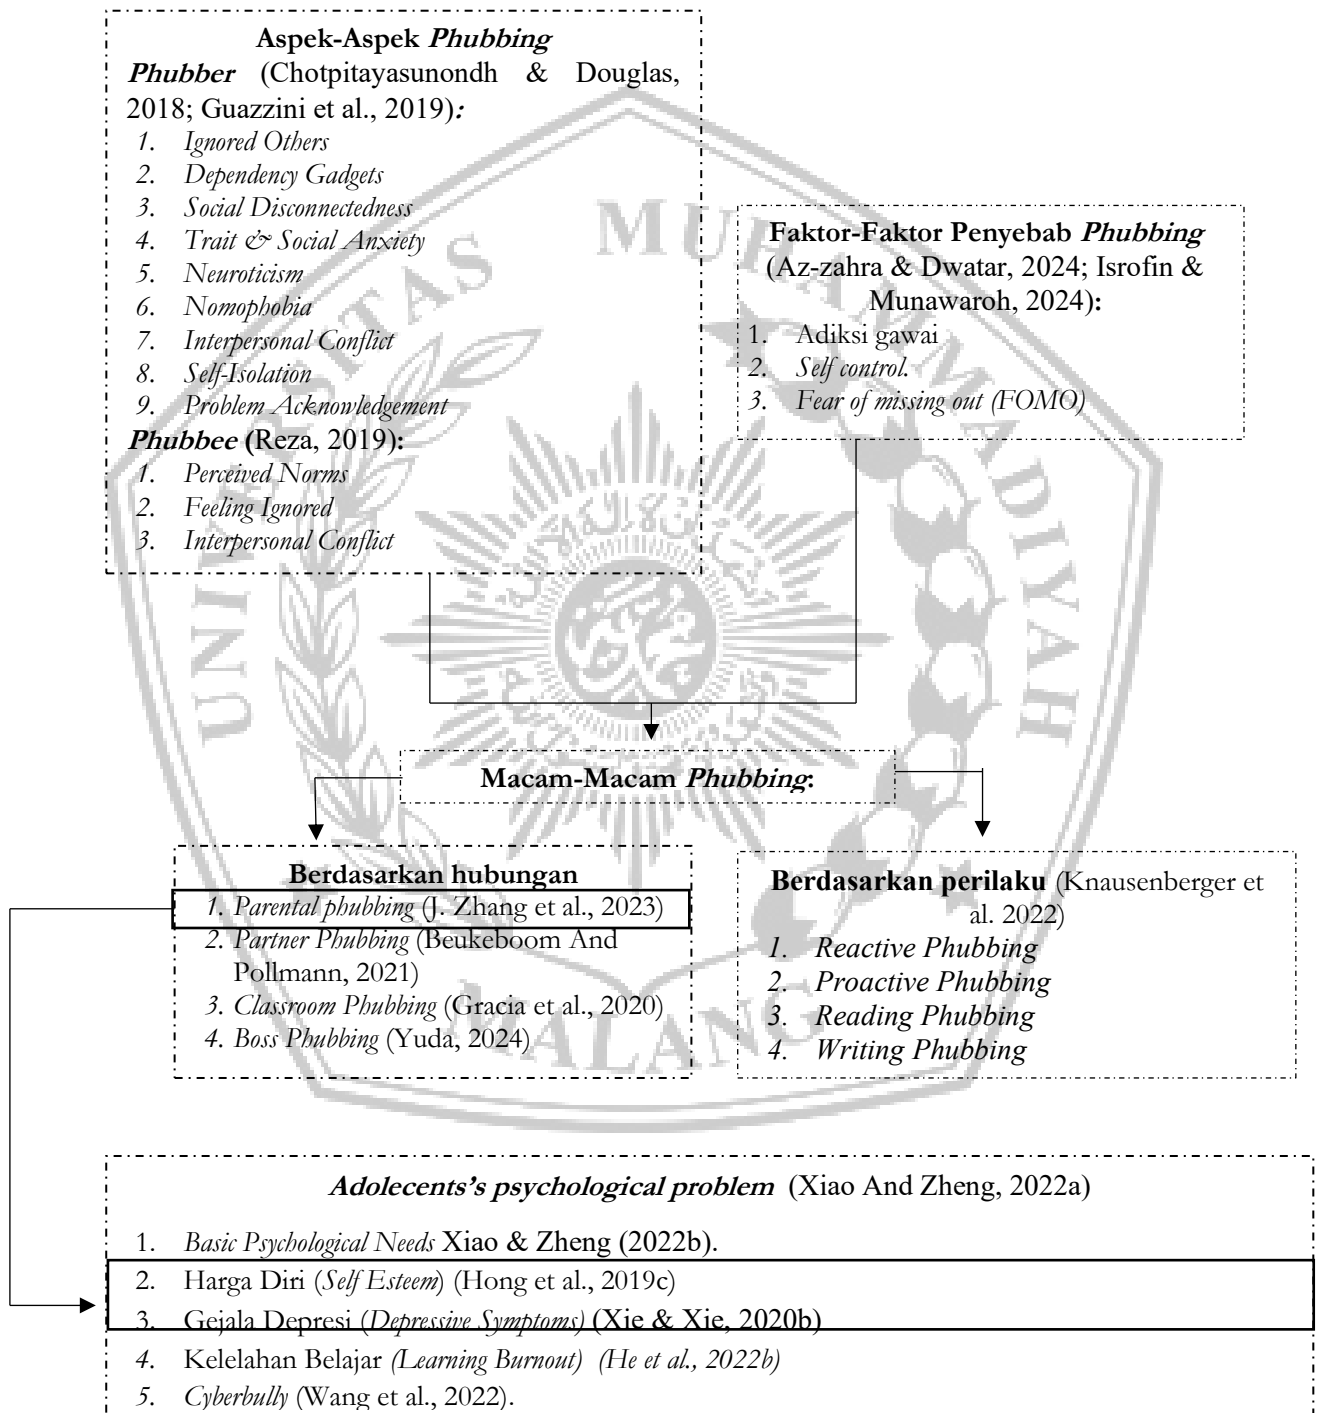 Aspek-Aspek Phubbing
Phubber (Chotpitayasunondh & Douglas,
2018; Guazzini et al., 2019):
1. Ignored Others
2. Dependency Gadgets
3. Social Disconnectedness
4. Trait & Social Anxiety
5. Neuroticism
6. Nomophobia
7. Interpersonal Conflict
8. Self-Isolation
9. Problem Acknowledgement
Phubbee (Reza, 2019):
1. Perceived Norms
2. Feeling Ignored
3. Interpersonal Conflict
Faktor-Faktor Penyebab Phubbing
(Az-zahra & Dwatar, 2024; Isrofin &
Munawaroh, 2024):
1. Adiksi gawai
2. Self control.
3. Fear of missing out (FOMO)
UNIVERSITAS MUHAMMADIYAH
MALANG
Macam-Macam Phubbing:
Berdasarkan hubungan
1. Parental phubbing (J. Zhang et al., 2023)
2. Partner Phubbing (Beukeboom And
Pollmann, 2021)
3. Classroom Phubbing (Gracia et al., 2020)
4. Boss Phubbing (Yuda, 2024)
Berdasarkan perilaku (Knausenberger et
al. 2022)
1. Reactive Phubbing
2. Proactive Phubbing
3. Reading Phubbing
4. Writing Phubbing
Adolecents's psychological problem (Xiao And Zheng, 2022a)
1. Basic Psychological Needs Xiao & Zheng (2022b).
2. Harga Diri (Self Esteem) (Hong et al., 2019c)
3. Gejala Depresi (Depressive Symptoms) (Xie & Xie, 2020b)
4. Kelelahan Belajar (Learning Burnout) (He et al., 2022b)
5. Cyberbully (Wang et al., 2022).